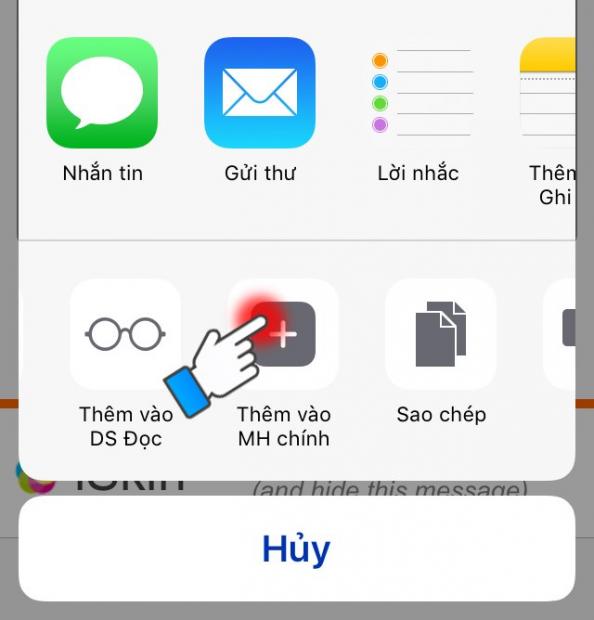 Nhắn tin
Gửi thư
Lời nhắc
Thêm
Ghi
Thêm vào
DS Đọc
Thêm vào
MH chính
Sao chép
iSkin
(and hide this message)
Hủy